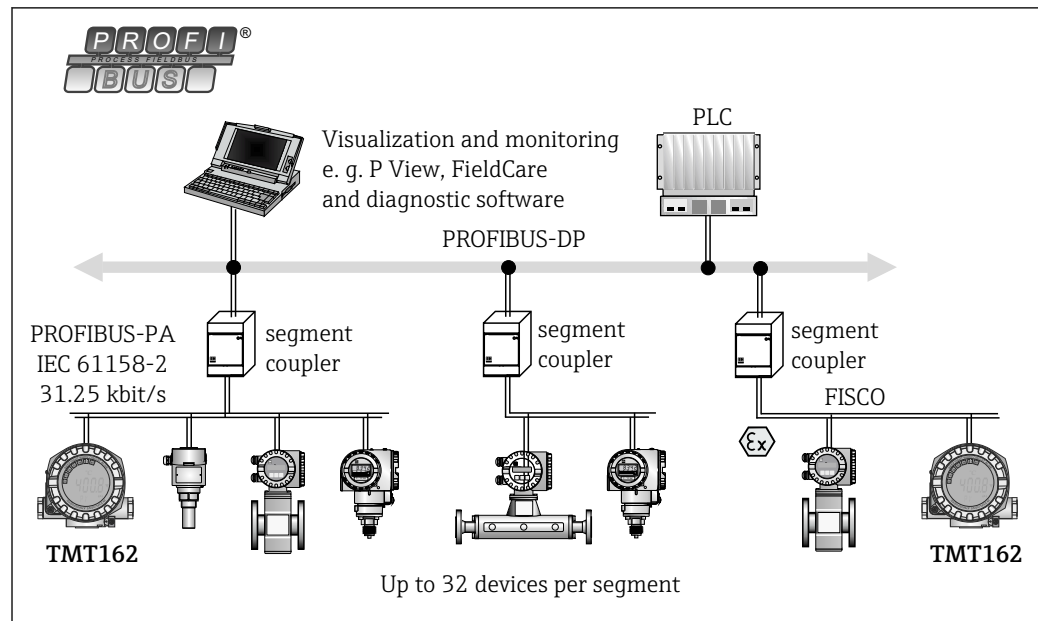 PROFI®
PROCESS FIELDBUS
BUS
PLC
Visualization and monitoring
e. g. P View, FieldCare
and diagnostic software
PROFIBUS-DP
PROFIBUS-PA
IEC 61158-2
31.25 kbit/s
segment
coupler
segment
coupler
segment
coupler
FISCO
Ex
TMT162
TMT162
Up to 32 devices per segment